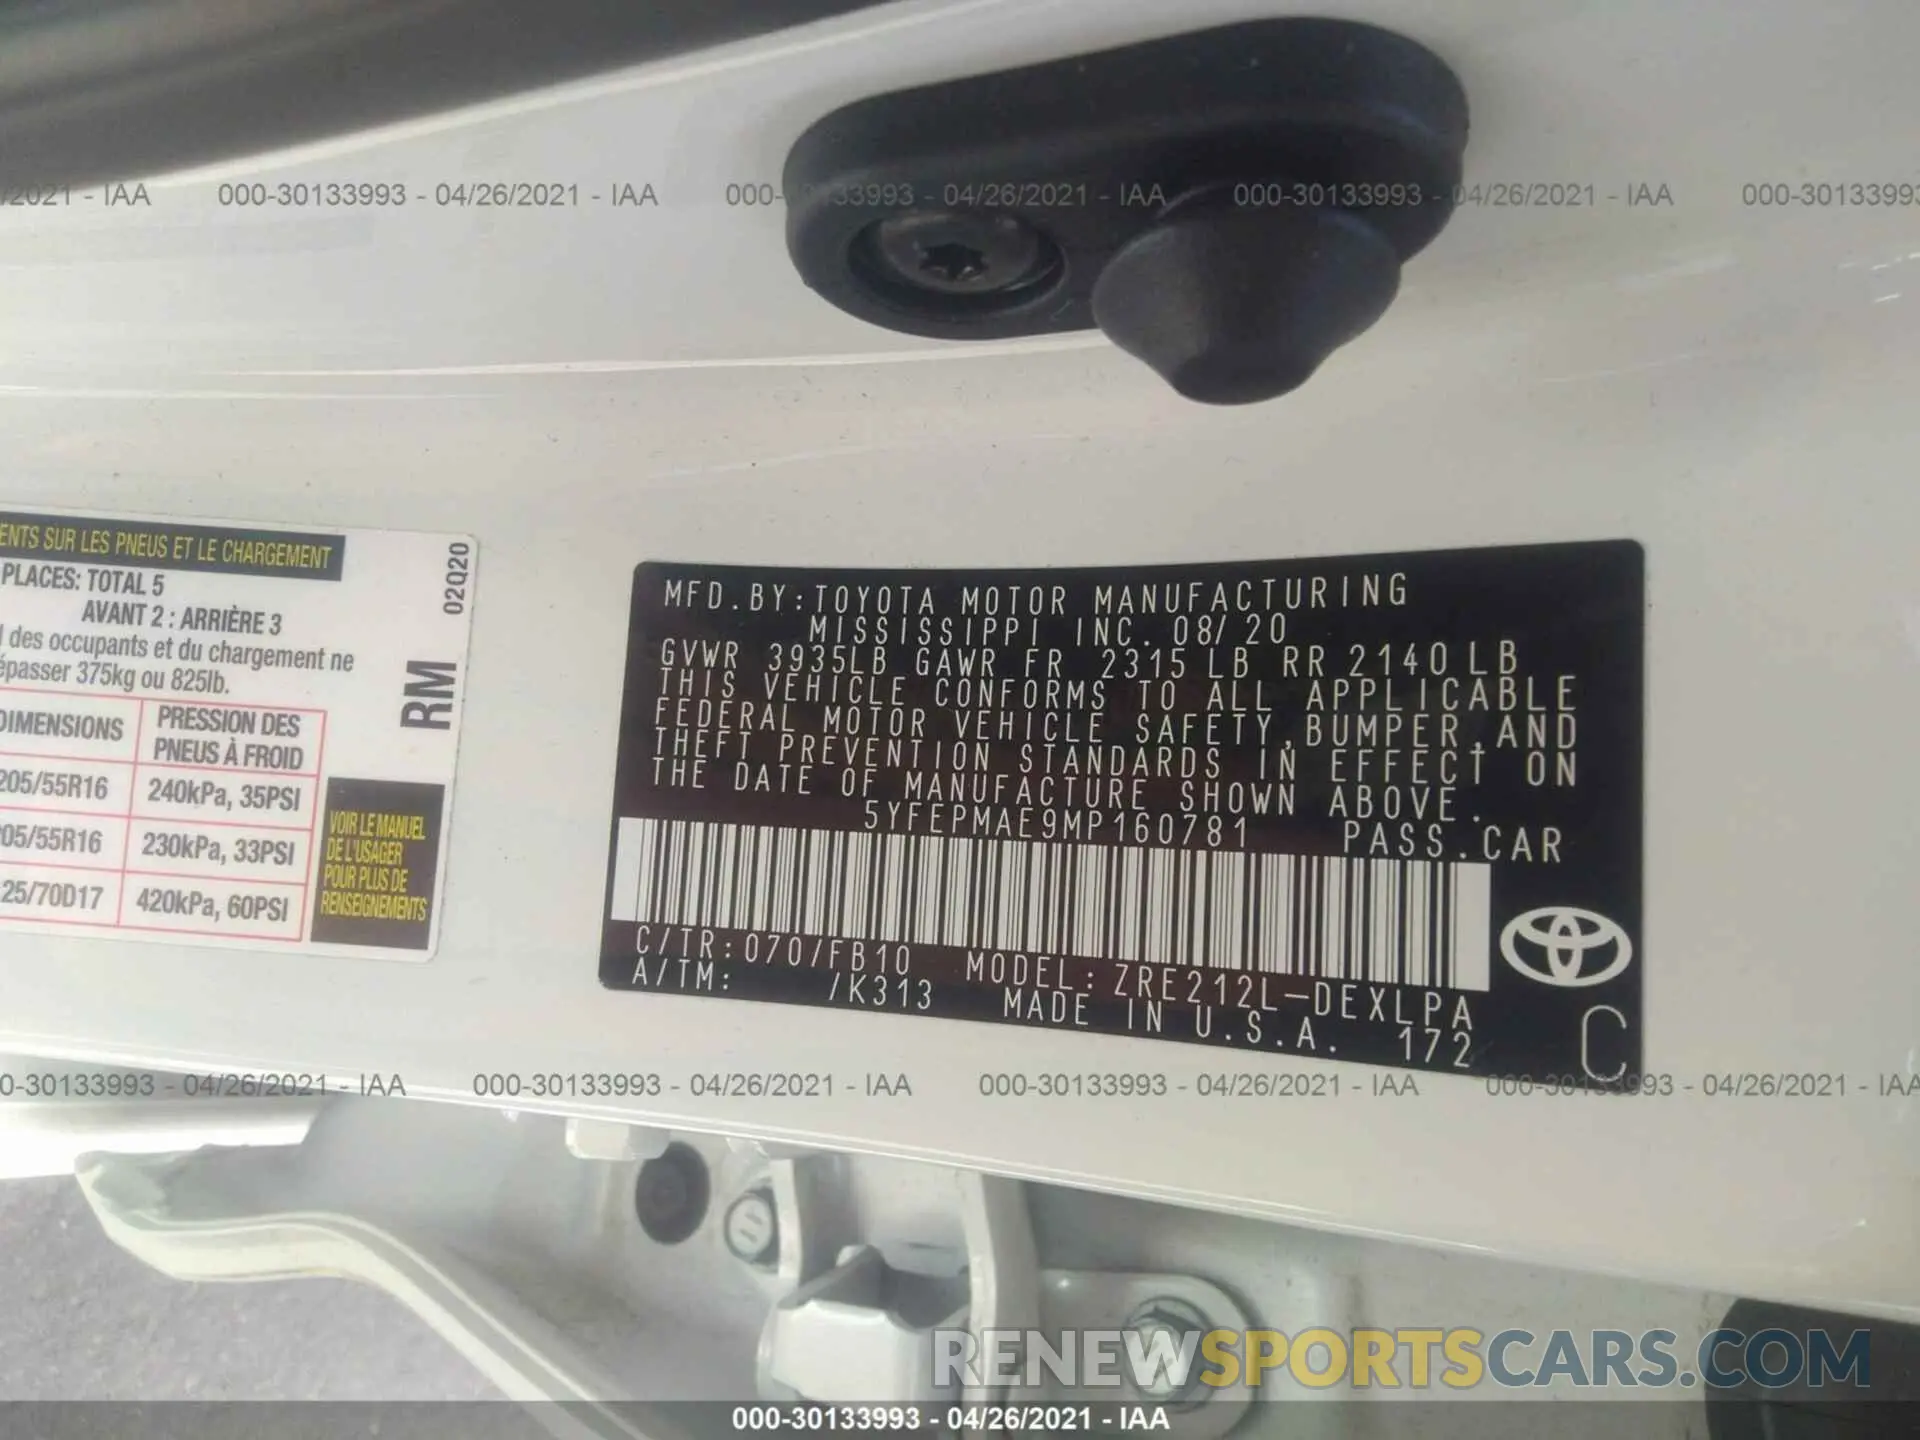 /2021 - IAA 000-30133993 - 04/26/2021 - IAA 000-30133993 - 04/26/2021 - IAA 000-30133993 - 04/26/2021 - IAA 000-30133993
ENTS SUR LES PNEUS ET LE CHARGEMENT
PLACES: TOTAL 5
AVANT 2 : ARRIÈRE 3
des occupants et du chargement ne
épasser 375kg ou 825lb.
DIMENSIONS PRESSION DES PNEUS À FROID
205/55R16 240kPa, 35PSI
205/55R16 230kPa, 33PSI
25/70D17 420kPa, 60PSI
02Q20
RM
VOIR LE MANUEL
DE L'USAGER
POUR PLUS DE
RENSEIGNEMENTS
MFD.BY:TOYOTA MOTOR MANUFACTURING
MISSISSIPPI INC. 08/20
GVWR 3935LB GAWR FR 2315 LB RR 2140 LB
THIS VEHICLE CONFORMS TO ALL APPLICABLE
FEDERAL MOTOR VEHICLE SAFETY, BUMPER, AND
THEFT PREVENTION STANDARDS IN EFFECT ON
THE DATE OF MANUFACTURE SHOWN ABOVE.
5YFEPMAE9MP160781 PASS.CAR
C/TR:070/FB10 MODEL:ZRE212L-DEXLPA
A/TM: /K313 MADE IN U.S.A. 172
C
0-30133993 - 04/26/2021 - IAA 000-30133993 - 04/26/2021 - IAA 000-30133993 - 04/26/2021 - IAA 000-30133993 - 04/26/2021 - IAA
RENEWSPORTSCARS.COM
000-30133993 - 04/26/2021 - IAA